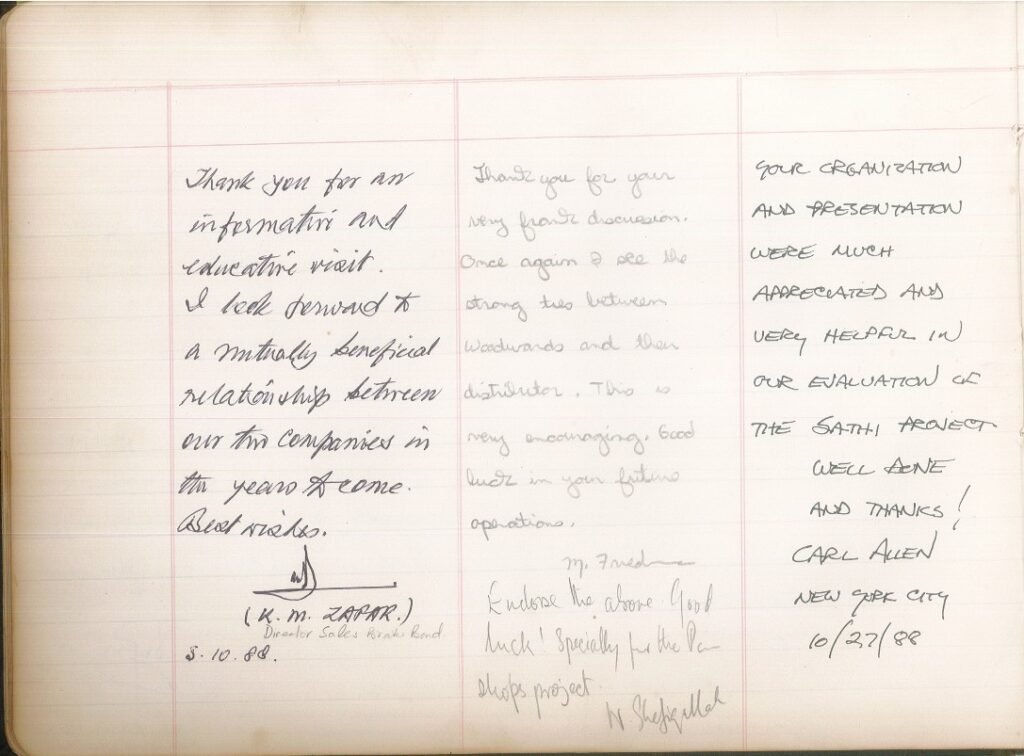 Thank you for an
informative and
educative visit.
I look forward to
a mutually beneficial
relationship between
our two companies in
the years to come.
Best wishes.
(K. M. ZAFAR.)
Director Sales Brooke Bond
5.10.88.
Thank you for your
very frank discussion.
Once again I see the
strong ties between
Woodwards and their
distributor. This is
very encouraging. Good
luck in your future
operations.
M. Friedman
Endorse the above. Good
luck! Specially for the Pan
shops project.
N. Shafiqullah
YOUR ORGANIZATION
AND PRESENTATION
WERE MUCH
APPRECIATED AND
VERY HELPFUL IN
OUR EVALUATION OF
THE SATHI PROJECT
WELL DONE
AND THANKS!
CARL ALLEN
NEW YORK CITY
10/27/88